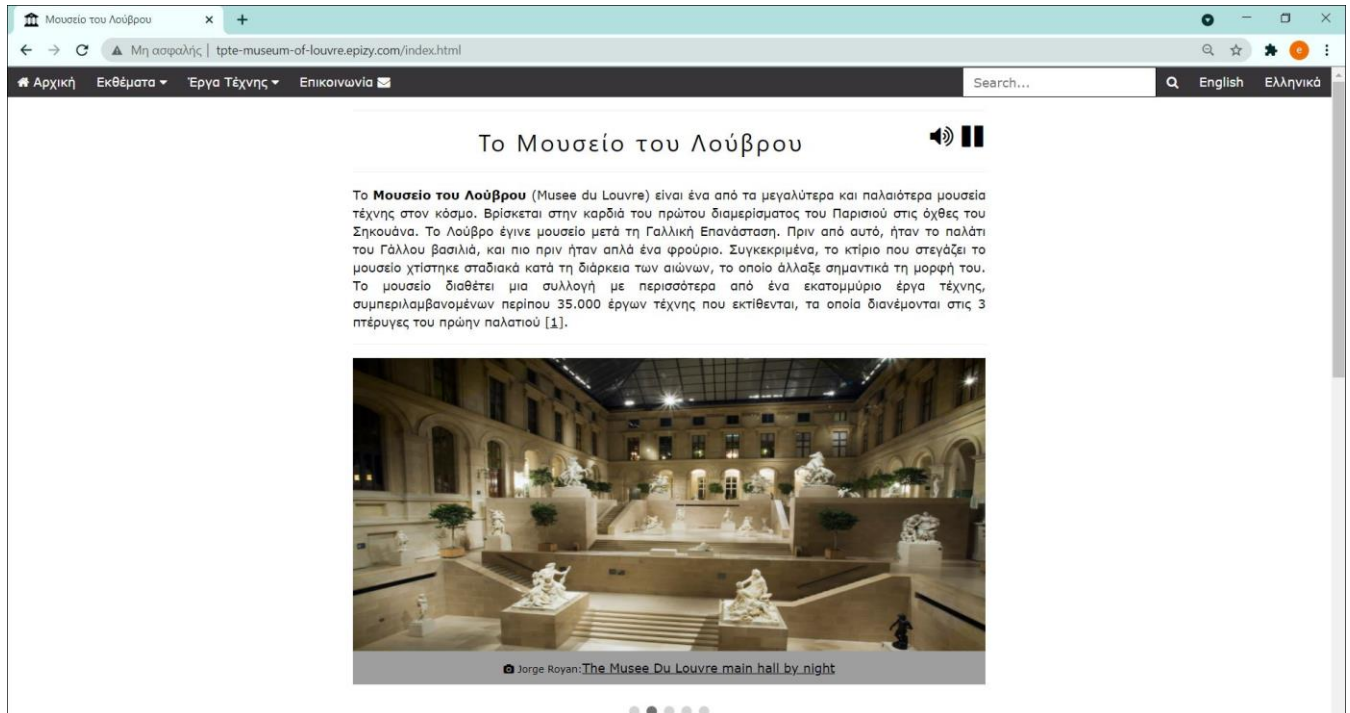 Μουσείο του Λούβρου
Μη ασφαλής | tpte-museum-of-louvre.epizy.com/index.html
e
Αρχική Εκθέματα Έργα Τέχνης Επικοινωνία Search... English Ελληνικά
Το Μουσείο του Λούβρου
Το Μουσείο του Λούβρου (Musee du Louvre) είναι ένα από τα μεγαλύτερα και παλαιότερα μουσεία
τέχνης στον κόσμο. Βρίσκεται στην καρδιά του πρώτου διαμερίσματος του Παρισιού στις όχθες του
Σηκουάνα. Το Λούβρο έγινε μουσείο μετά τη Γαλλική Επανάσταση. Πριν από αυτό, ήταν το παλάτι
του Γάλλου βασιλιά, και πιο πριν ήταν απλά ένα φρούριο. Συγκεκριμένα, το κτίριο που στεγάζει το
μουσείο χτίστηκε σταδιακά κατά τη διάρκεια των αιώνων, το οποίο άλλαξε σημαντικά τη μορφή του.
Το μουσείο διαθέτει μια συλλογή με περισσότερα από ένα εκατομμύριο έργα τέχνης,
συμπεριλαμβανομένων περίπου 35.000 έργων τέχνης που εκτίθενται, τα οποία διανέμονται στις 3
πτέρυγες του πρώην παλατιού [1].
Jorge Royan:The Musee Du Louvre main hall by night